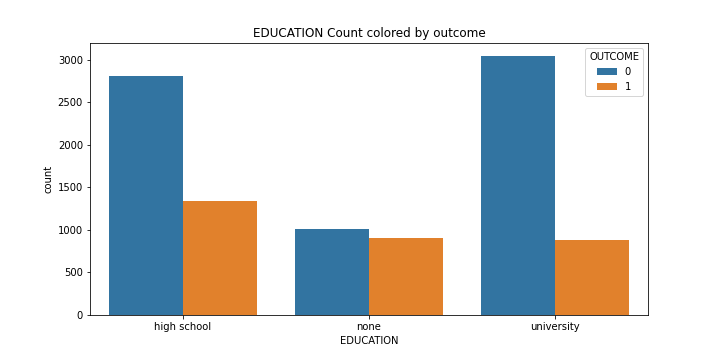 EDUCATION Count colored by outcome
OUTCOME
0
1
3000
2500
2000
1500
1000
500
0
count
high school none university
EDUCATION